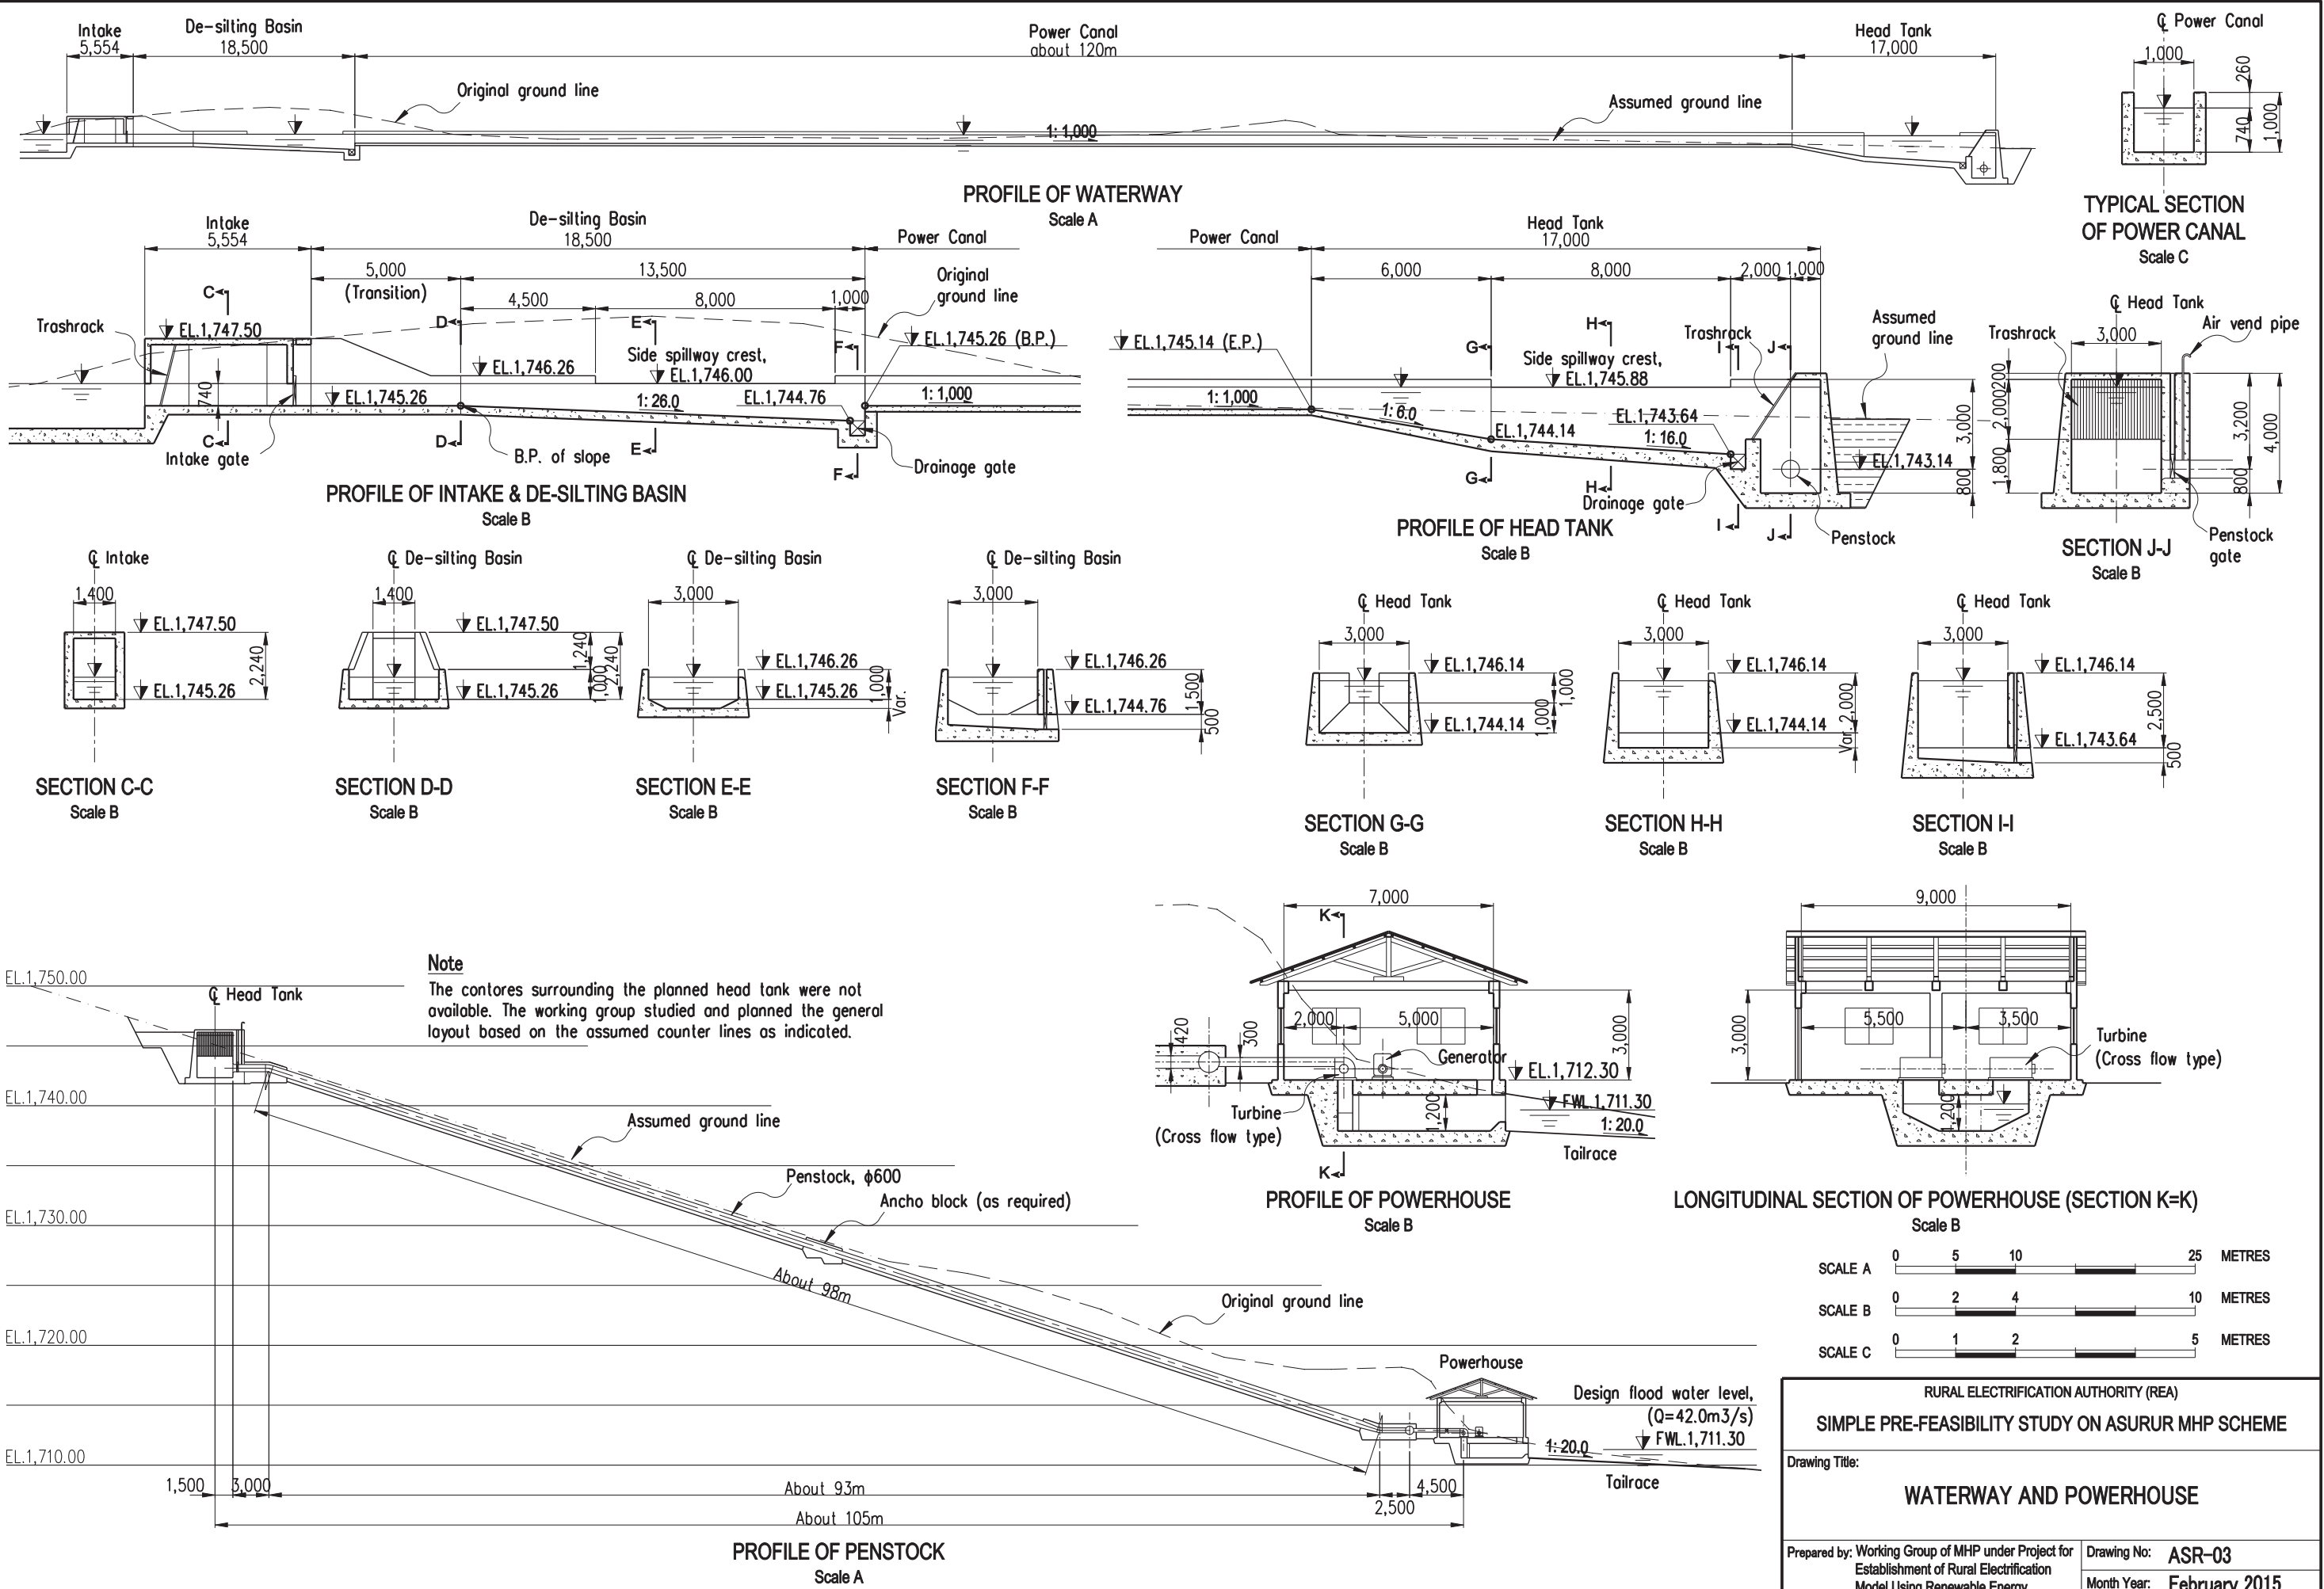 Intake
5,554
De-silting Basin
18,500
Power Canal
about 120m
Head Tank
17,000
Original ground line
1:1,000
Assumed ground line
PROFILE OF WATERWAY
Scale A
℄ Power Canal
1,000
260
740
1,000
TYPICAL SECTION
OF POWER CANAL
Scale C
Intake
5,554
De-silting Basin
18,500
Power Canal
5,000
(Transition)
13,500
4,500
8,000
1,000
Original
ground line
C
D
E
F
Trashrack
EL.1,747.50
EL.1,746.26
Side spillway crest,
EL.1,746.00
EL.1,745.26 (B.P.)
740
EL.1,745.26
1:26.0
EL.1,744.76
1:1,000
C
D
E
F
Intake gate
B.P. of slope
Drainage gate
PROFILE OF INTAKE & DE-SILTING BASIN
Scale B
Power Canal
Head Tank
17,000
6,000
8,000
2,000
1,000
EL.1,745.14 (E.P.)
G
H
I
J
Trashrack
Assumed
ground line
Side spillway crest,
EL.1,745.88
1:1,000
1:6.0
EL.1,744.14
EL.1,743.64
1:16.0
EL.1,743.14
3,000
800
G
H
I
J
Drainage gate
Penstock
PROFILE OF HEAD TANK
Scale B
℄ Head Tank
3,000
Trashrack
Air vend pipe
200
2,000
1,800
3,200
800
4,000
Penstock
gate
SECTION J-J
Scale B
℄ Intake
1,400
EL.1,747.50
EL.1,745.26
2,240
SECTION C-C
Scale B
℄ De-silting Basin
1,400
EL.1,747.50
EL.1,745.26
1,240
1,000
2,240
SECTION D-D
Scale B
℄ De-silting Basin
3,000
EL.1,746.26
EL.1,745.26
1,000
Var.
SECTION E-E
Scale B
℄ De-silting Basin
3,000
EL.1,746.26
EL.1,744.76
1,500
500
SECTION F-F
Scale B
℄ Head Tank
3,000
EL.1,746.14
EL.1,744.14
1,000
1,000
SECTION G-G
Scale B
℄ Head Tank
3,000
EL.1,746.14
EL.1,744.14
2,000
Var.
SECTION H-H
Scale B
℄ Head Tank
3,000
EL.1,746.14
EL.1,743.64
2,500
500
SECTION I-I
Scale B
Note
The contores surrounding the planned head tank were not
available. The working group studied and planned the general
layout based on the assumed counter lines as indicated.
EL.1,750.00
EL.1,740.00
EL.1,730.00
EL.1,720.00
EL.1,710.00
℄ Head Tank
Assumed ground line
Penstock, ϕ600
Ancho block (as required)
About 98m
Original ground line
Powerhouse
Design flood water level,
(Q=42.0m3/s)
FWL.1,711.30
1:20.0
Tailrace
1,500
3,000
About 93m
2,500
4,500
About 105m
PROFILE OF PENSTOCK
Scale A
7,000
K
2,000
5,000
420
300
3,000
Generator
EL.1,712.30
FWL.1,711.30
1,200
1:20.0
Turbine
(Cross flow type)
Tailrace
K
PROFILE OF POWERHOUSE
Scale B
9,000
5,500
3,500
3,000
Turbine
(Cross flow type)
1,200
LONGITUDINAL SECTION OF POWERHOUSE (SECTION K=K)
Scale B
SCALE A 0 5 10 25 METRES
SCALE B 0 2 4 10 METRES
SCALE C 0 1 2 5 METRES
RURAL ELECTRIFICATION AUTHORITY (REA)
SIMPLE PRE-FEASIBILITY STUDY ON ASURUR MHP SCHEME
Drawing Title:
WATERWAY AND POWERHOUSE
Prepared by: Working Group of MHP under Project for
Establishment of Rural Electrification
Model Using Renewable Energy
Drawing No: ASR-03
Month Year: February 2015